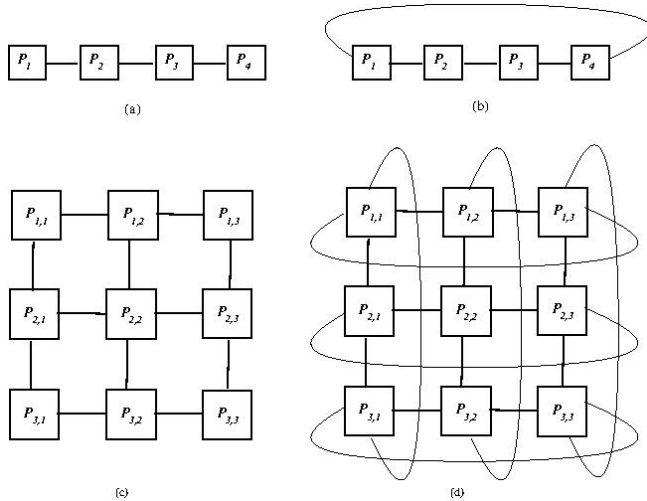 P1 P2 P3 P4
(a)
P1 P2 P3 P4
(b)
P1,1 P1,2 P1,3
P2,1 P2,2 P2,3
P3,1 P3,2 P3,3
(c)
P1,1 P1,2 P1,3
P2,1 P2,2 P2,3
P3,1 P3,2 P3,3
(d)